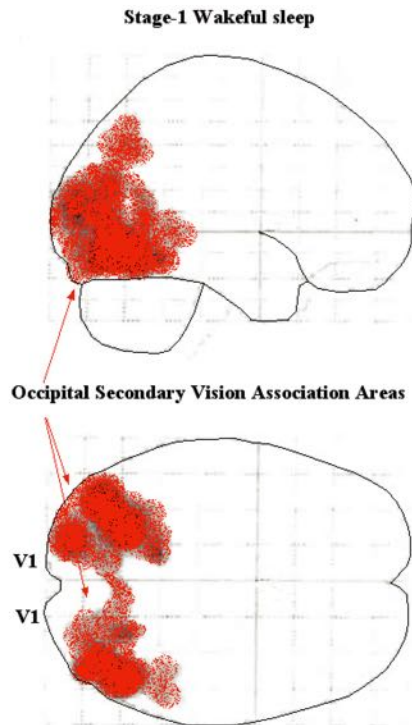 Stage-1 Wakeful sleep
Occipital Secondary Vision Association Areas
V1
V1